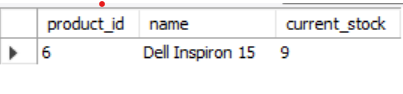 product_id name current_stock
6 Dell Inspiron 15 9